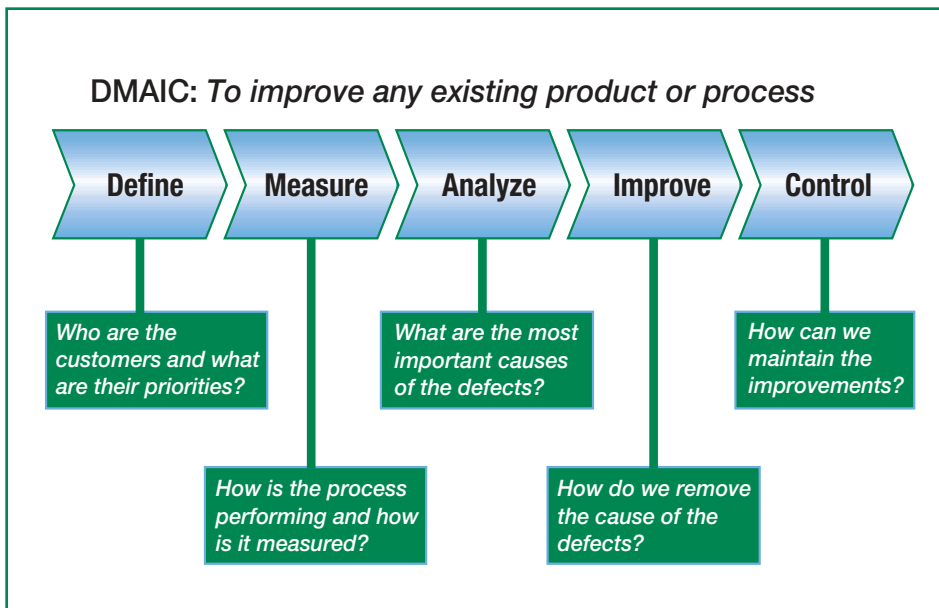 DMAIC: To improve any existing product or process
Define
Measure
Analyze
Improve
Control
Who are the
customers and what
are their priorities?
What are the most
important causes
of the defects?
How can we
maintain the
improvements?
How is the process
performing and how
is it measured?
How do we remove
the cause of the
defects?